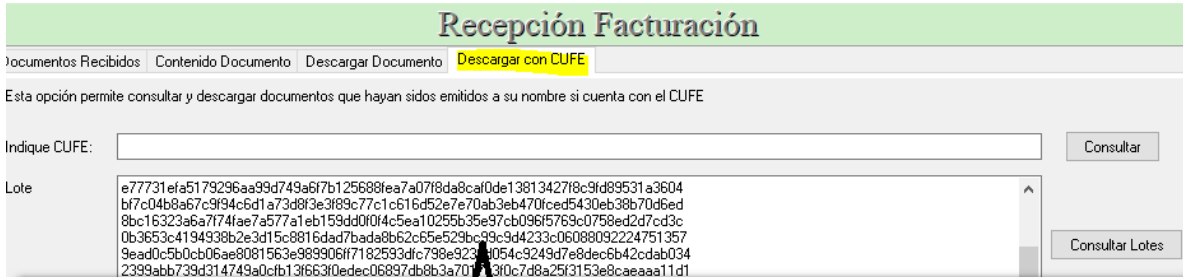 Recepción Facturación
Documentos Recibidos Contenido Documento Descargar Documento Descargar con CUFE
Esta opción permite consultar y descargar documentos que hayan sidos emitidos a su nombre si cuenta con el CUFE
Indique CUFE: Consultar
Lote
e77731efa5179296aa99d749a6f7b125688fea7a07f8da8caf0de13813427f8c9fd89531a3604
bf7c04b8a67c9f94c6d1a73d8f3e3f89c77c1c616d52e7e70ab3eb470fced5430eb38b70d6ed
8bc16323a6a7f74fae7a577a1eb159dd0f0f4c5ea10255b35e97cb096f5769c0758ed2d7cd3c
0b3653c4194938b2e3d15c8816dad7bada8b62c65e529bc99c9d4233c06088092224751357
Consultar Lotes